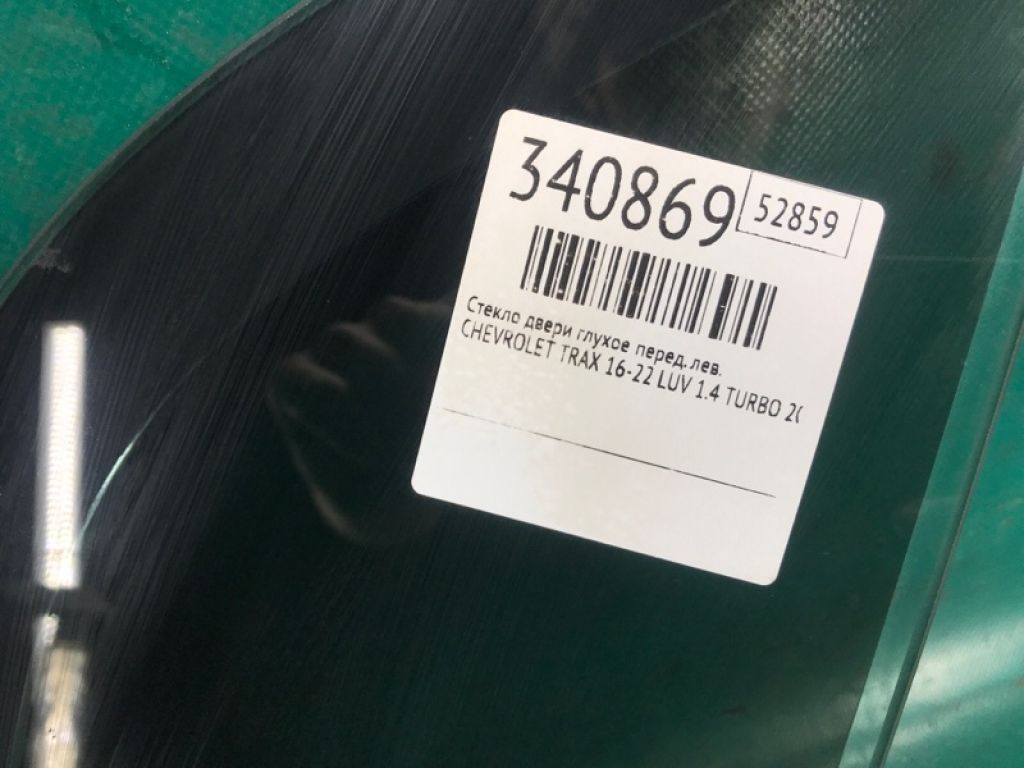 340869
52859
Стекло двери глухое перед. лев.
CHEVROLET TRAX 16-22 LUV 1.4 TURBO